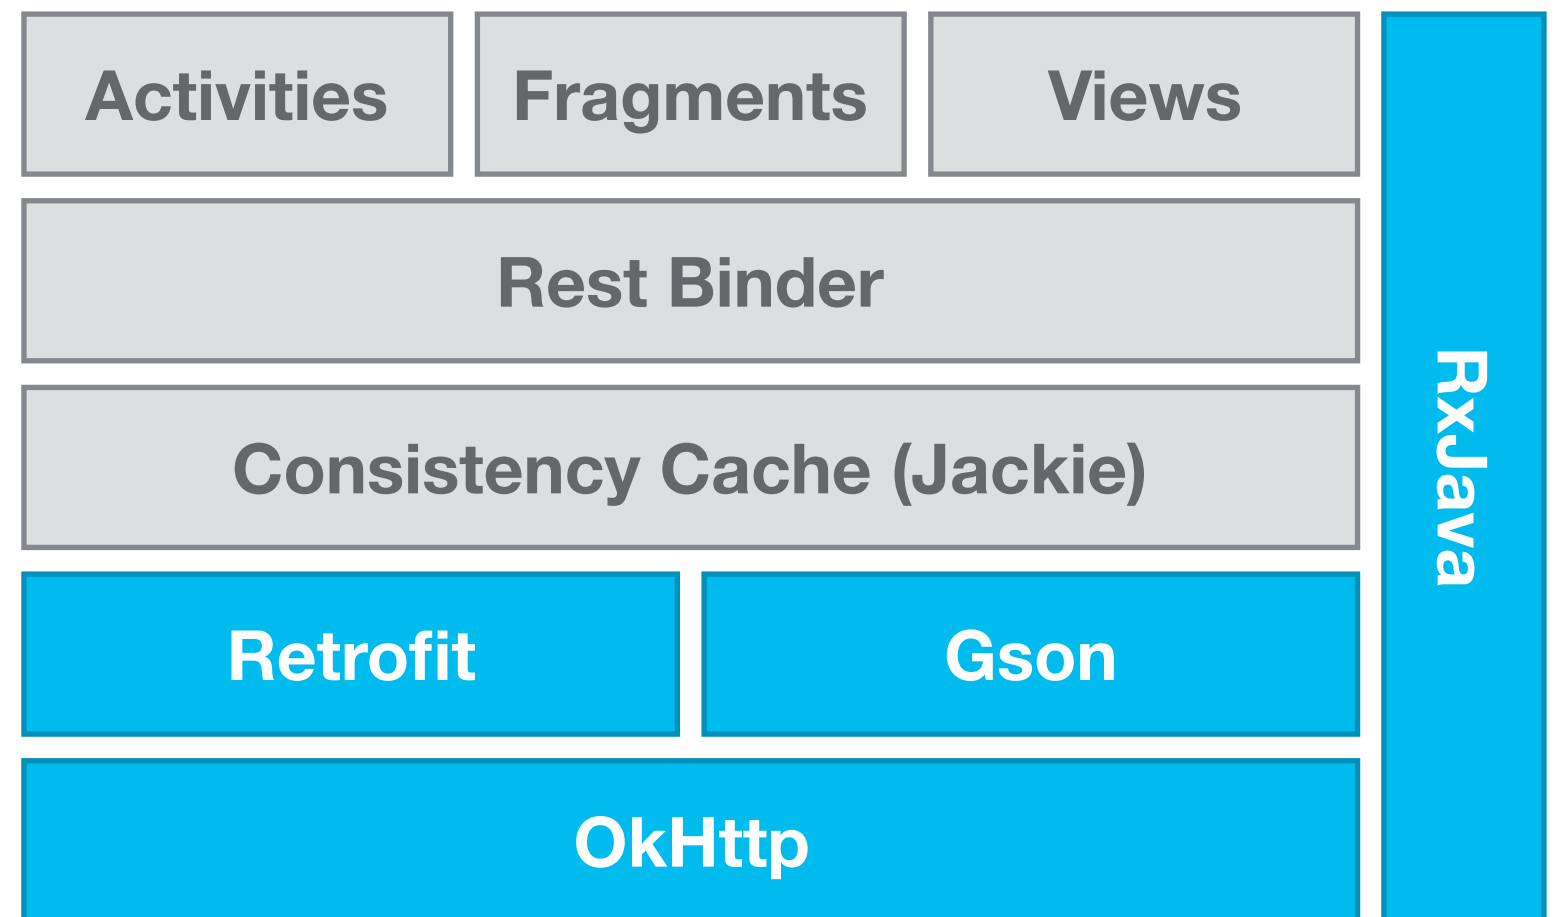 Activities
Fragments
Views
Rest Binder
Consistency Cache (Jackie)
Retrofit
Gson
OkHttp
RxJava